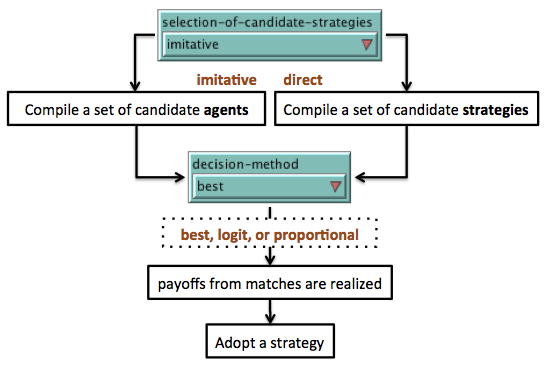 selection-of-candidate-strategies
imitative
imitative direct
Compile a set of candidate agents
Compile a set of candidate strategies
decision-method
best
best, logit, or proportional
payoffs from matches are realized
Adopt a strategy